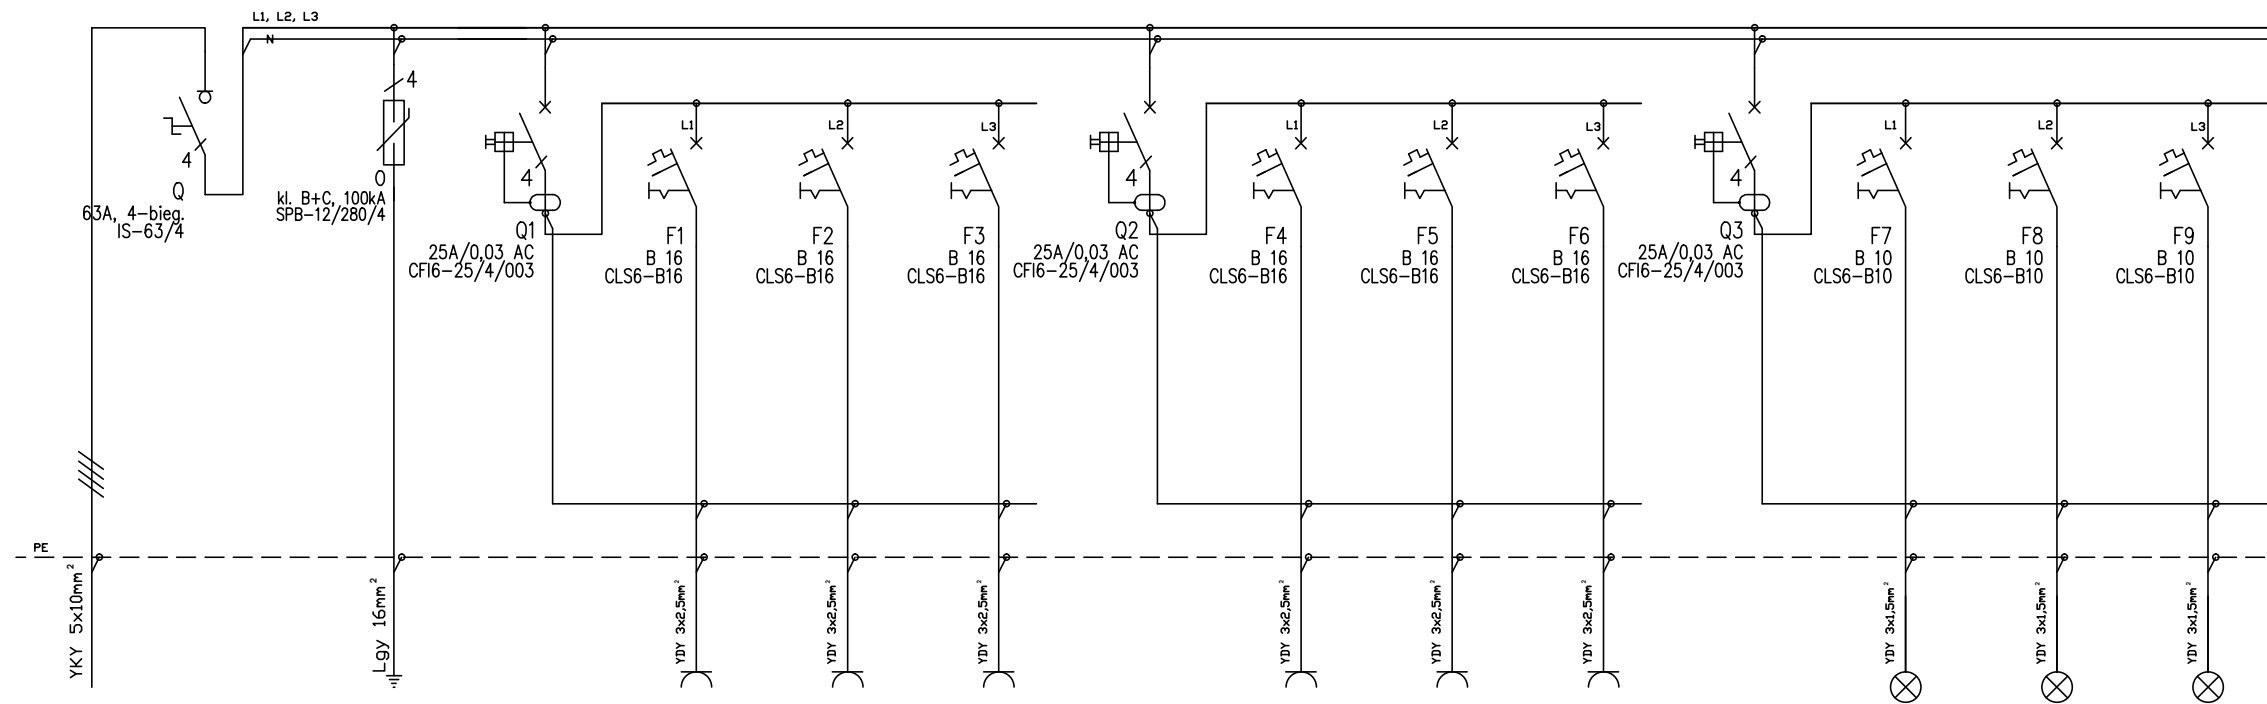 L1, L2, L3
N
4
4
Q
63A, 4-bieg.
IS-63/4
O
kl. B+C, 100kA
SPB-12/280/4
4
Q1
25A/0,03 AC
CFI6-25/4/003
L1
F1
B 16
CLS6-B16
L2
F2
B 16
CLS6-B16
L3
F3
B 16
CLS6-B16
4
Q2
25A/0,03 AC
CFI6-25/4/003
L1
F4
B 16
CLS6-B16
L2
F5
B 16
CLS6-B16
L3
F6
B 16
CLS6-B16
4
Q3
25A/0,03 AC
CFI6-25/4/003
L1
F7
B 10
CLS6-B10
L2
F8
B 10
CLS6-B10
L3
F9
B 10
CLS6-B10
PE
YKY 5x10mm²
Lgy 16mm²
YDY 3x2,5mm²
YDY 3x2,5mm²
YDY 3x2,5mm²
YDY 3x2,5mm²
YDY 3x2,5mm²
YDY 3x2,5mm²
YDY 3x1,5mm²
YDY 3x1,5mm²
YDY 3x1,5mm²